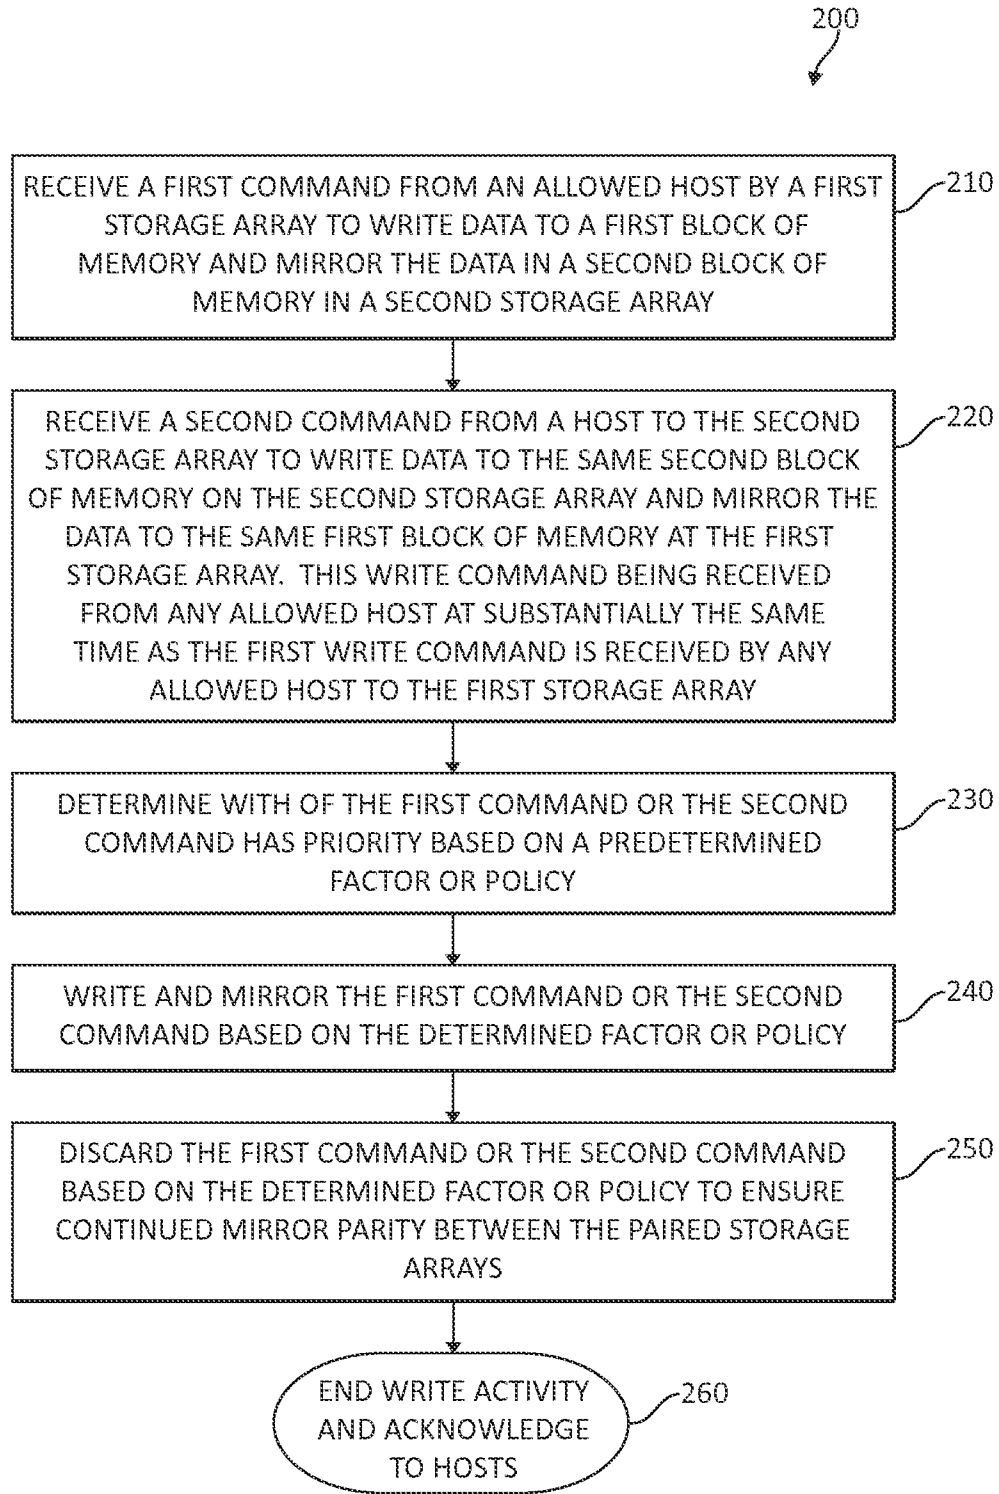 200
RECEIVE A FIRST COMMAND FROM AN ALLOWED HOST BY A FIRST
STORAGE ARRAY TO WRITE DATA TO A FIRST BLOCK OF
MEMORY AND MIRROR THE DATA IN A SECOND BLOCK OF
MEMORY IN A SECOND STORAGE ARRAY
210
RECEIVE A SECOND COMMAND FROM A HOST TO THE SECOND
STORAGE ARRAY TO WRITE DATA TO THE SAME SECOND BLOCK
OF MEMORY ON THE SECOND STORAGE ARRAY AND MIRROR THE
DATA TO THE SAME FIRST BLOCK OF MEMORY AT THE FIRST
STORAGE ARRAY. THIS WRITE COMMAND BEING RECEIVED
FROM ANY ALLOWED HOST AT SUBSTANTIALLY THE SAME
TIME AS THE FIRST WRITE COMMAND IS RECEIVED BY ANY
ALLOWED HOST TO THE FIRST STORAGE ARRAY
220
DETERMINE WITH OF THE FIRST COMMAND OR THE SECOND
COMMAND HAS PRIORITY BASED ON A PREDETERMINED
FACTOR OR POLICY
230
WRITE AND MIRROR THE FIRST COMMAND OR THE SECOND
COMMAND BASED ON THE DETERMINED FACTOR OR POLICY
240
DISCARD THE FIRST COMMAND OR THE SECOND COMMAND
BASED ON THE DETERMINED FACTOR OR POLICY TO ENSURE
CONTINUED MIRROR PARITY BETWEEN THE PAIRED STORAGE
ARRAYS
250
END WRITE ACTIVITY
AND ACKNOWLEDGE
TO HOSTS
260